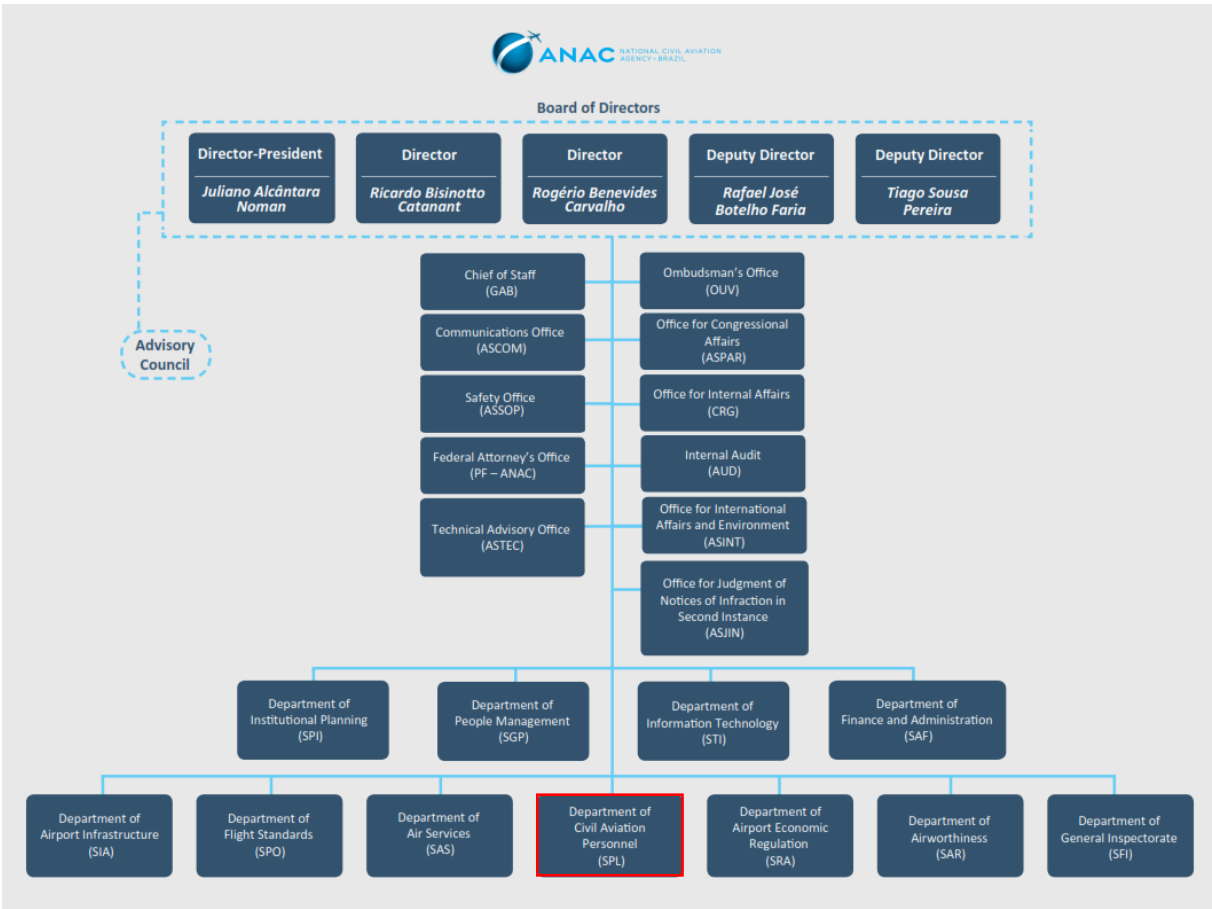 ANAC NATIONAL CIVIL AVIATION
AGENCY - BRAZIL
Board of Directors
Director-President
Juliano Alcântara
Noman
Director
Ricardo Bisinotto
Catanant
Director
Rogério Benevides
Carvalho
Deputy Director
Rafael José
Botelho Faria
Deputy Director
Tiago Sousa
Pereira
Advisory
Council
Chief of Staff
(GAB)
Ombudsman's Office
(OUV)
Communications Office
(ASCOM)
Office for Congressional
Affairs
(ASPAR)
Safety Office
(ASSOP)
Office for Internal Affairs
(CRG)
Federal Attorney's Office
(PF – ANAC)
Internal Audit
(AUD)
Technical Advisory Office
(ASTEC)
Office for International
Affairs and Environment
(ASINT)
Office for Judgment of
Notices of Infraction in
Second Instance
(ASJIN)
Department of
Institutional Planning
(SPI)
Department of
People Management
(SGP)
Department of
Information Technology
(STI)
Department of
Finance and Administration
(SAF)
Department of
Airport Infrastructure
(SIA)
Department of
Flight Standards
(SPO)
Department of
Air Services
(SAS)
Department of
Civil Aviation
Personnel
(SPL)
Department of
Airport Economic
Regulation
(SRA)
Department of
Airworthiness
(SAR)
Department of
General Inspectorate
(SFI)